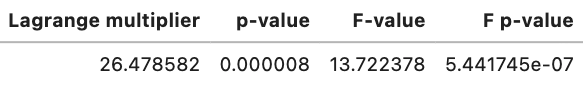 Lagrange multiplier p-value F-value F p-value
26.478582 0.000008 13.722378 5.441745e-07